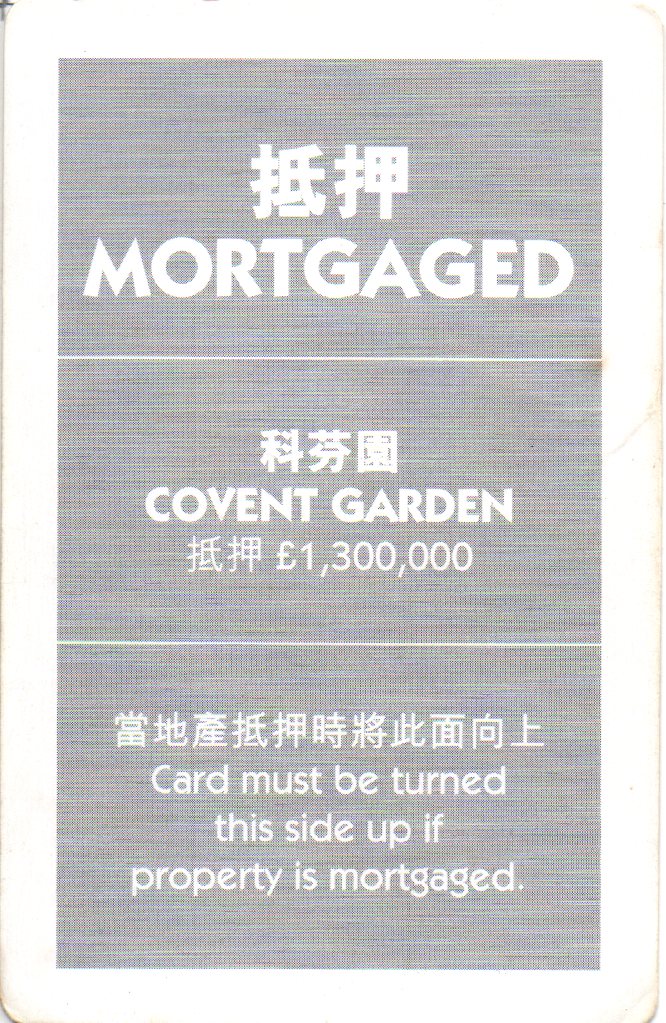 抵押
MORTGAGED
科芬園
COVENT GARDEN
抵押 £1,300,000
當地產抵押時將此面向上
Card must be turned
this side up if
property is mortgaged.